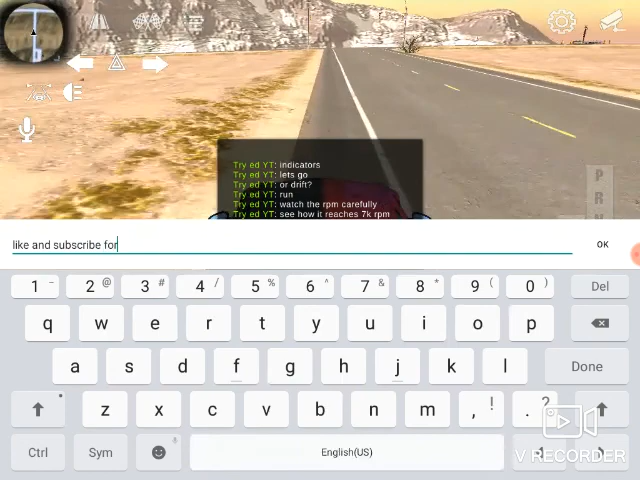 P
R
N
Try ed YT: indicators
Try ed YT: lets go
Try ed YT: or drift?
Try ed YT: run
Try ed YT: watch the rpm carefully
Try ed YT: see how it reaches 7k rpm
like and subscribe for
OK
1 - 2 @ 3 # 4 / 5 % 6 ^ 7 & 8 * 9 ( 0 ) Del
q w e r t y u i o p
a s d f g h j k l Done
z x c v b n m , ! . ?
Ctrl Sym English(US)
V RECORDER